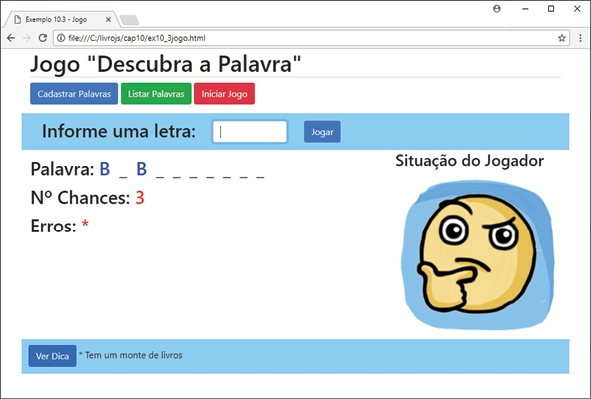 Exemplo 10.3 - Jogo
file:///C:/livrojs/cap10/ex10_3jogo.html
Jogo "Descubra a Palavra"
Cadastrar Palavras Listar Palavras Iniciar Jogo
Informe uma letra: Jogar
Palavra: B _ B _ _ _ _ _ _ _
Situação do Jogador
Nº Chances: 3
Erros: *
Ver Dica * Tem um monte de livros